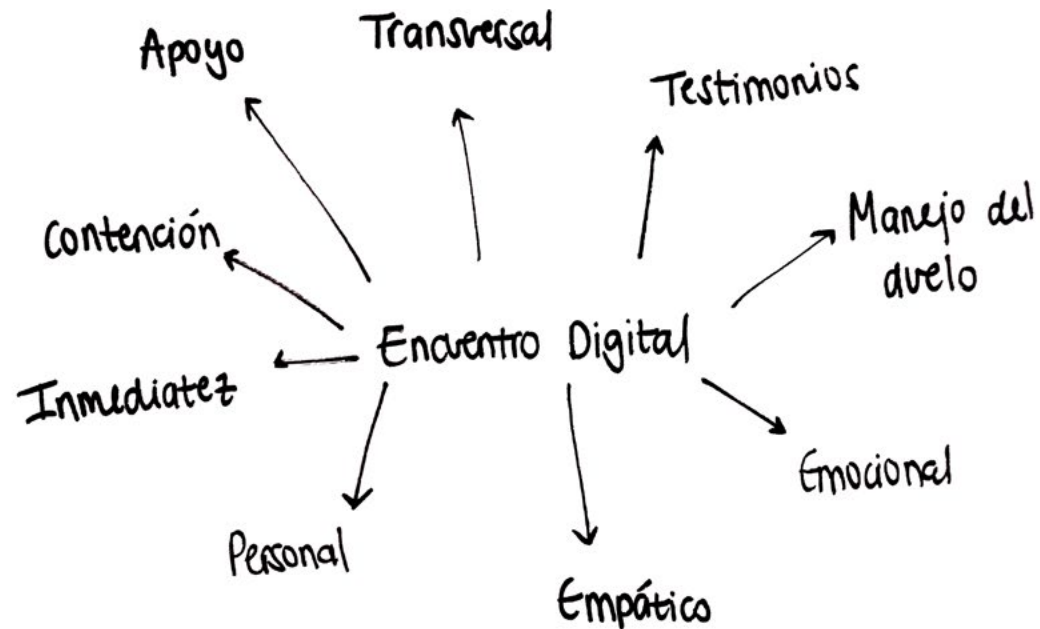 Apoyo
Transversal
Testimonios
Contención
Manejo del
duelo
Encuentro Digital
Inmediatez
Emocional
Personal
Empático